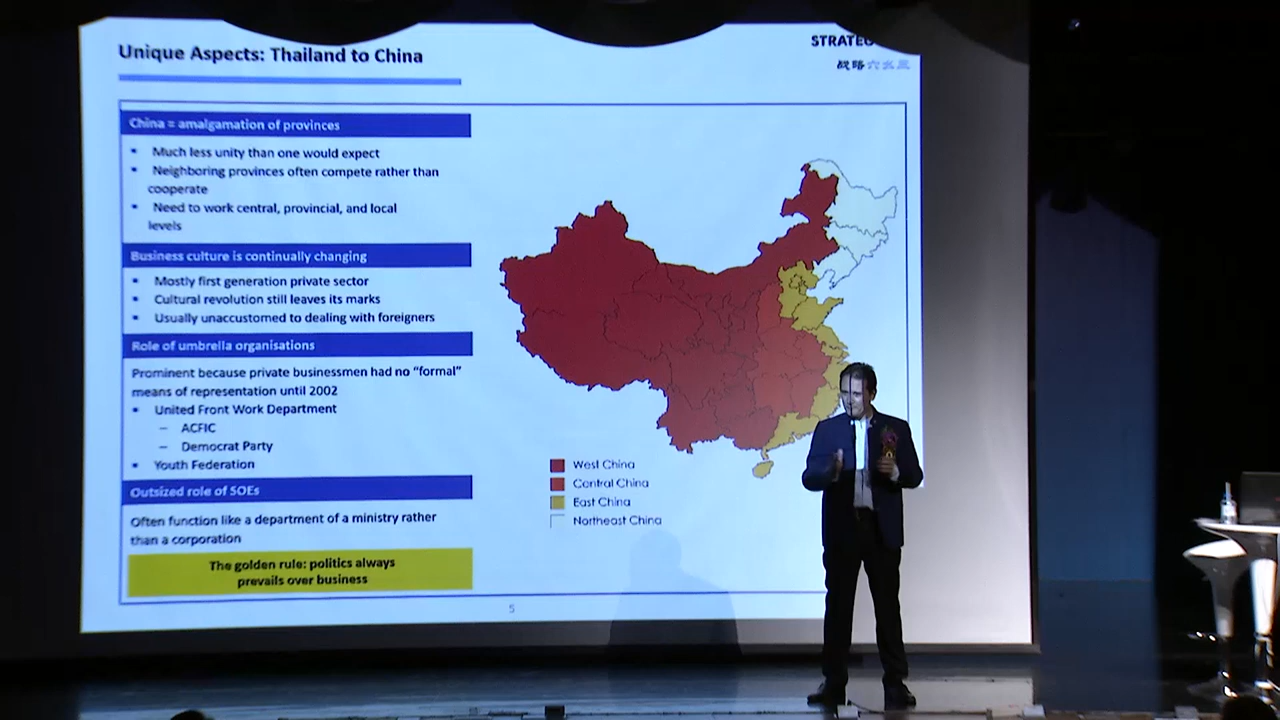 Unique Aspects: Thailand to China
STRATEG
战略六
China = amalgamation of provinces
• Much less unity than one would expect
• Neighboring provinces often compete rather than
cooperate
• Need to work central, provincial, and local
levels
Business culture is continually changing
• Mostly first generation private sector
• Cultural revolution still leaves its marks
• Usually unaccustomed to dealing with foreigners
Role of umbrella organisations
Prominent because private businessmen had no “formal”
means of representation until 2002
• United Front Work Department
– ACFIC
– Democrat Party
• Youth Federation
Outsized role of SOEs
Often function like a department of a ministry rather
than a corporation
The golden rule: politics always
prevails over business
West China
Central China
East China
Northeast China
5